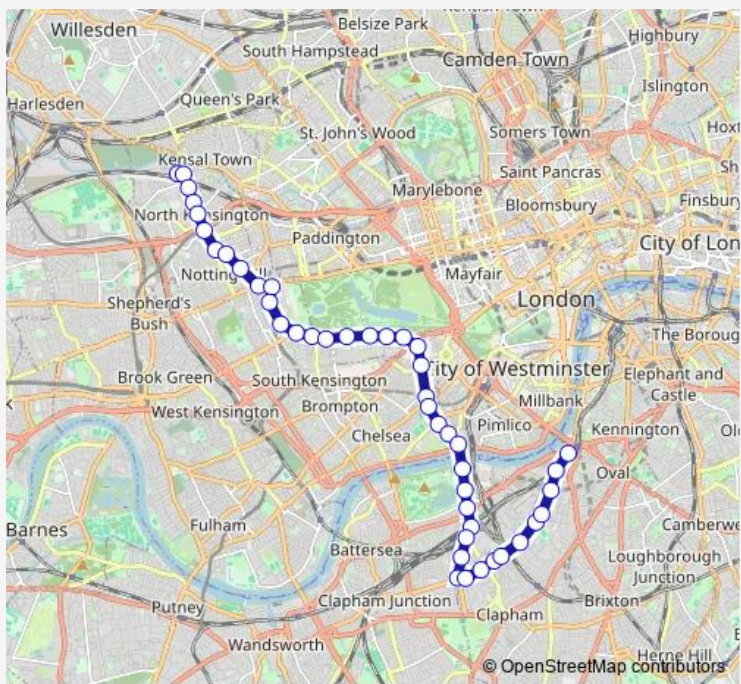 Willesden
Belsize Park
Highbury
South Hampstead
Camden Town
Harlesden
Queen's Park
Islington
St. John's Wood
Somers Town
Kensal Town
Saint Pancras
Marylebone
North Kensington
Bloomsbury
Finsbury
Paddington
City of Lon
Notting Hill
Mayfair
Shepherd's
Bush
London
The Boroug
South Kensington
City of Westminster
Brook Green
Elephant and
Castle
Brompton
Millbank
West Kensington
Chelsea
Pimlico
Kennington
Oval
Barnes
Fulham
Camberwe
Battersea
Loughborough
Junction
Putney
Clapham Junction
Brixton
Clapham
Wandsworth
Herne Hill
© OpenStreetMap contributors